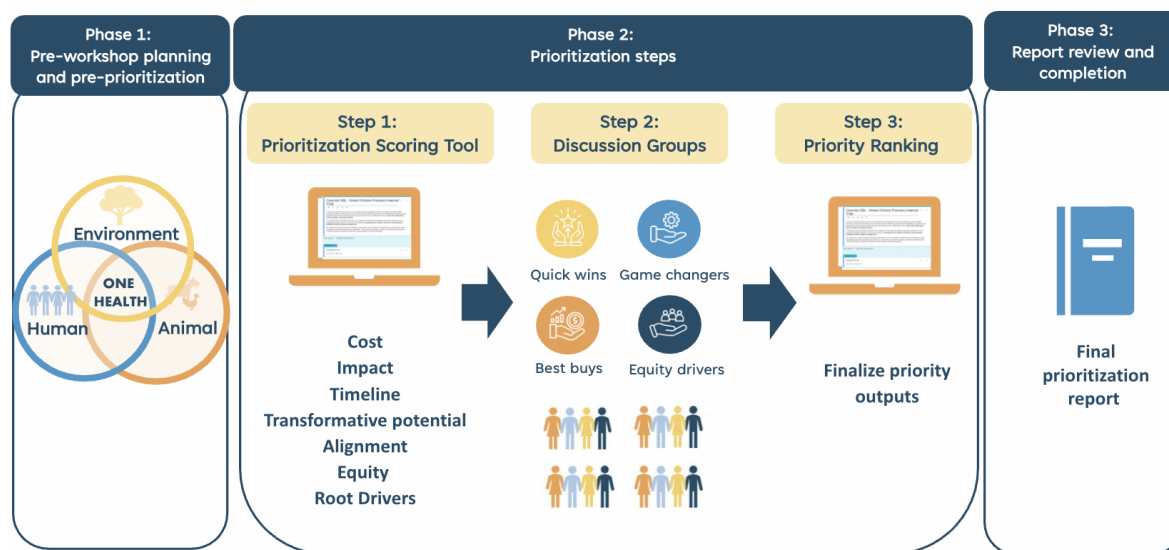 Phase 1:
Pre-workshop planning
and pre-prioritization
Environment
ONE
HEALTH
Human
Animal
Phase 2:
Prioritization steps
Step 1:
Prioritization Scoring Tool
Cost
Impact
Timeline
Transformative potential
Alignment
Equity
Root Drivers
Step 2:
Discussion Groups
Quick wins
Game changers
Best buys
Equity drivers
Step 3:
Priority Ranking
Finalize priority
outputs
Phase 3:
Report review and
completion
Final
prioritization
report